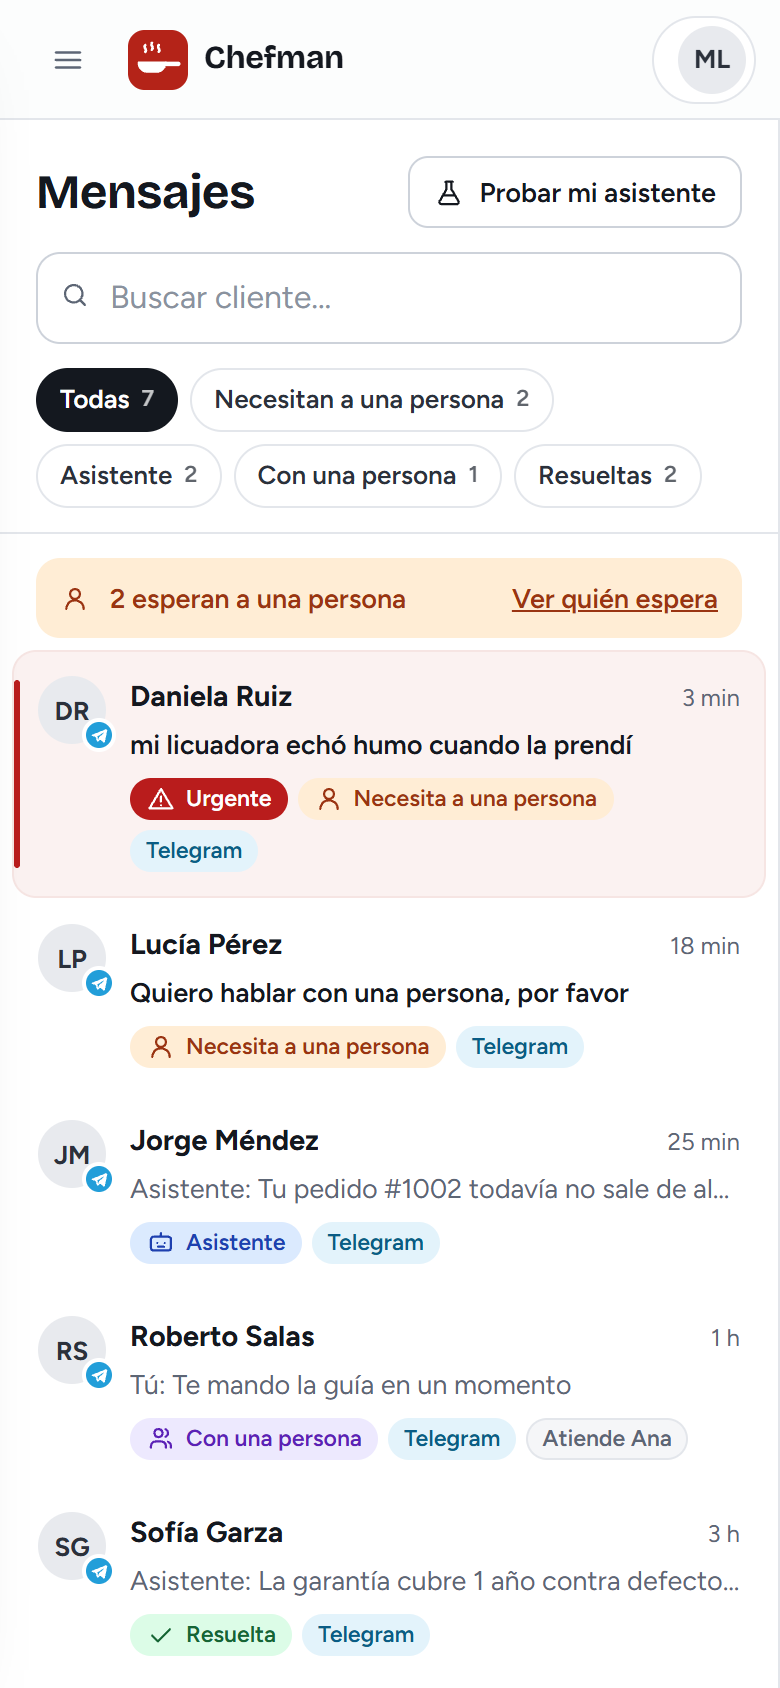 Chefman
ML
Mensajes
Probar mi asistente
Buscar cliente...
Todas 7
Necesitan a una persona 2
Asistente 2
Con una persona 1
Resueltas 2
2 esperan a una persona
Ver quién espera
DR
Daniela Ruiz
3 min
mi licuadora echó humo cuando la prendí
Urgente
Necesita a una persona
Telegram
LP
Lucía Pérez
18 min
Quiero hablar con una persona, por favor
Necesita a una persona
Telegram
JM
Jorge Méndez
25 min
Asistente: Tu pedido #1002 todavía no sale de al...
Asistente
Telegram
RS
Roberto Salas
1 h
Tú: Te mando la guía en un momento
Con una persona
Telegram
Atiende Ana
SG
Sofía Garza
3 h
Asistente: La garantía cubre 1 año contra defecto...
Resuelta
Telegram